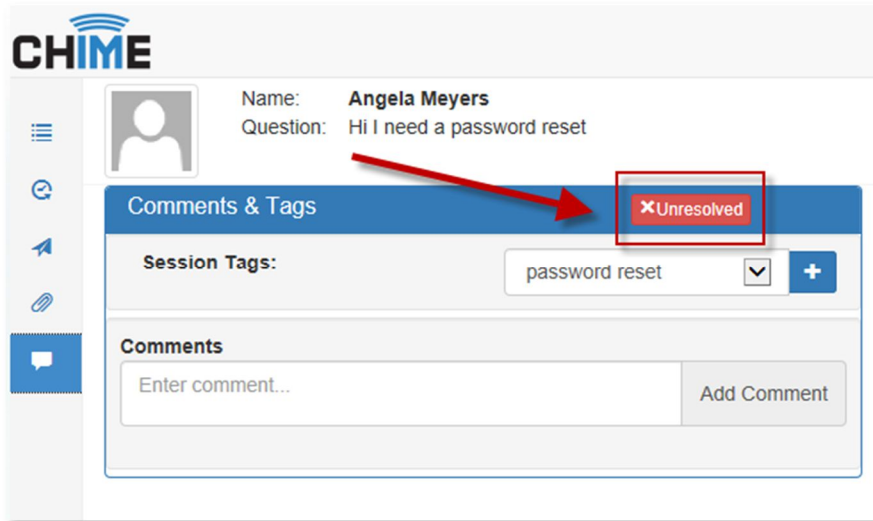 CHIME
Name: Angela Meyers
Question: Hi I need a password reset
Comments & Tags
Unresolved
Session Tags:
password reset
Comments
Enter comment...
Add Comment